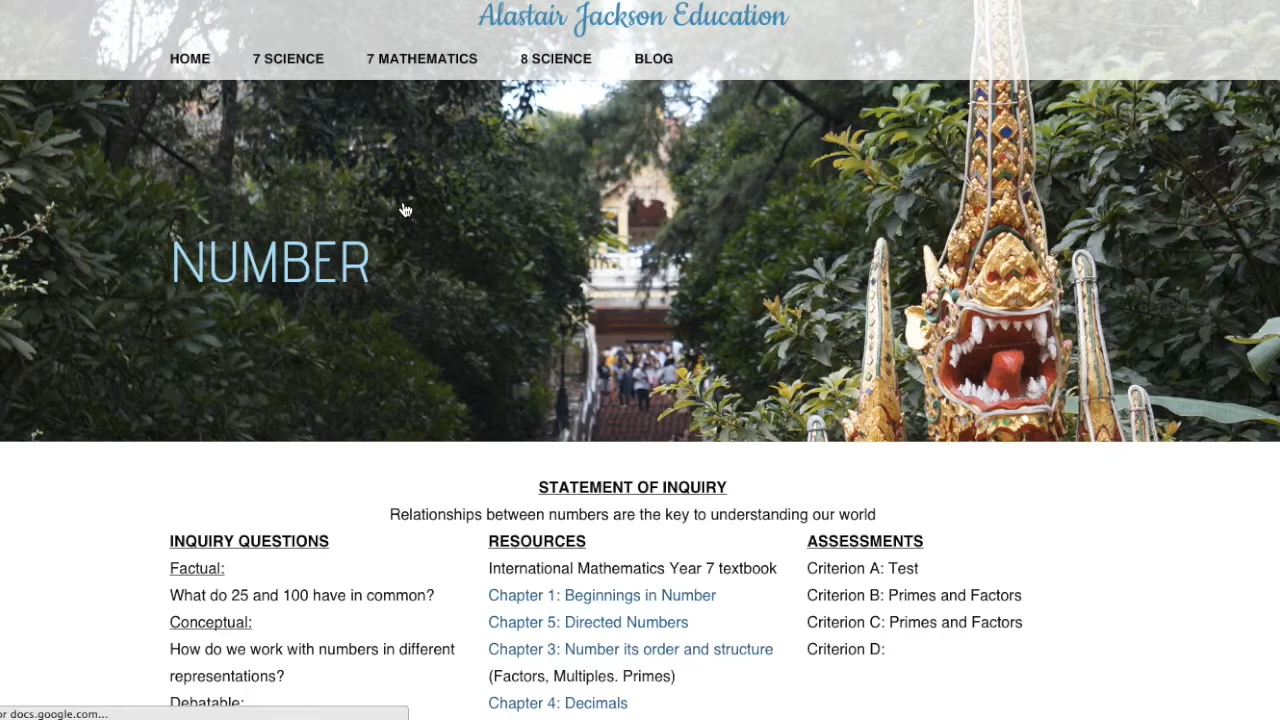 Alastair Jackson Education
HOME 7 SCIENCE 7 MATHEMATICS 8 SCIENCE BLOG
NUMBER
STATEMENT OF INQUIRY
Relationships between numbers are the key to understanding our world
INQUIRY QUESTIONS
Factual:
What do 25 and 100 have in common?
Conceptual:
How do we work with numbers in different
representations?
Debatable:
RESOURCES
International Mathematics Year 7 textbook
Chapter 1: Beginnings in Number
Chapter 5: Directed Numbers
Chapter 3: Number its order and structure
(Factors, Multiples. Primes)
Chapter 4: Decimals
ASSESSMENTS
Criterion A: Test
Criterion B: Primes and Factors
Criterion C: Primes and Factors
Criterion D:
or docs.google.com...